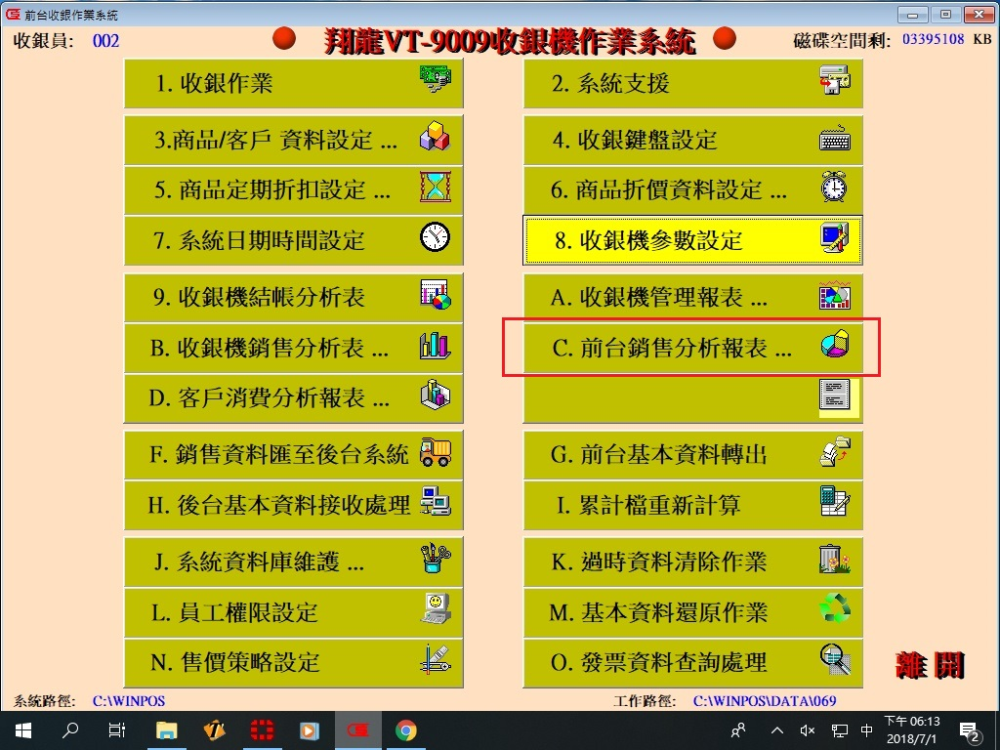 前台收銀作業系統
收銀員: 002
翔龍VT-9009收銀機作業系統
磁碟空間剩: 03395108 KB
1. 收銀作業
2. 系統支援
3.商品/客戶 資料設定 ...
4. 收銀鍵盤設定
5. 商品定期折扣設定 ...
6. 商品折價資料設定 ...
7. 系統日期時間設定
8. 收銀機參數設定
9. 收銀機結帳分析表
A. 收銀機管理報表 ...
B. 收銀機銷售分析表 ...
C. 前台銷售分析報表 ...
D. 客戶消費分析報表 ...
F. 銷售資料匯至後台系統
G. 前台基本資料轉出
H. 後台基本資料接收處理
I. 累計檔重新計算
J. 系統資料庫維護 ...
K. 過時資料清除作業
L. 員工權限設定
M. 基本資料還原作業
N. 售價策略設定
O. 發票資料查詢處理
離 開
系統路徑: C:\WINPOS
工作路徑: C:\WINPOS\DATA\069
中
下午 06:13
2018/7/1
2